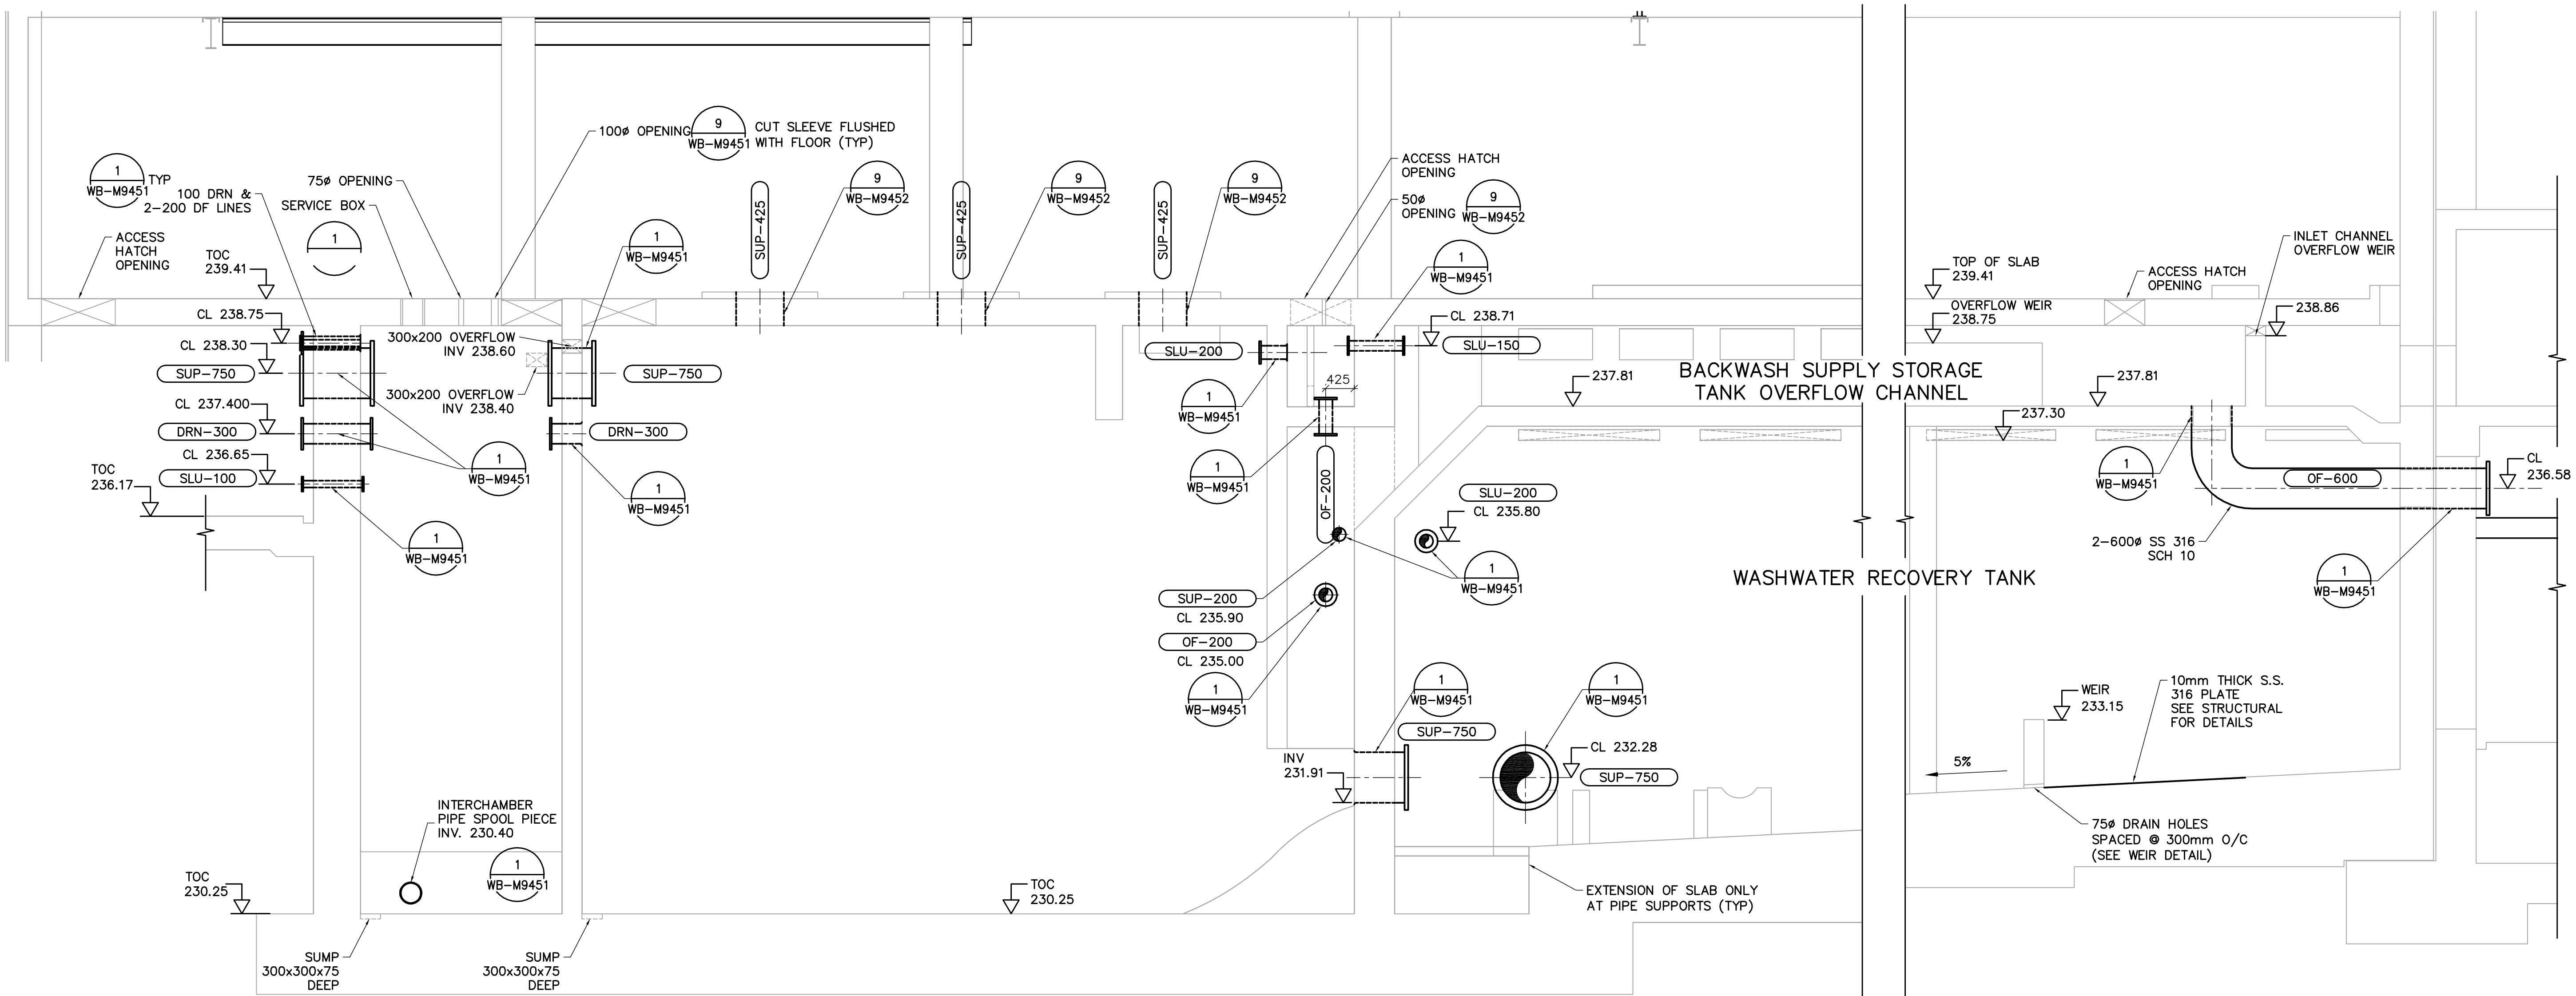 1
WB-M9451
TYP
100 DRN &
2-200 DF LINES
ACCESS
HATCH
OPENING
TOC
239.41
75ø OPENING
SERVICE BOX
1
100ø OPENING
9
WB-M9451
CUT SLEEVE FLUSHED
WITH FLOOR (TYP)
1
WB-M9451
SUP-425
9
WB-M9452
SUP-425
9
WB-M9452
SUP-425
9
WB-M9452
ACCESS HATCH
OPENING
50ø
OPENING
9
WB-M9452
1
WB-M9451
CL 238.71
SLU-150
SLU-200
1
WB-M9451
425
CL 238.75
CL 238.30
SUP-750
CL 237.400
DRN-300
CL 236.65
SLU-100
TOC
236.17
300x200 OVERFLOW
INV 238.60
300x200 OVERFLOW
INV 238.40
SUP-750
DRN-300
1
WB-M9451
1
WB-M9451
1
WB-M9451
1
WB-M9451
OF-200
SLU-200
CL 235.80
1
WB-M9451
SUP-200
CL 235.90
OF-200
CL 235.00
1
WB-M9451
1
WB-M9451
SUP-750
INV
231.91
1
WB-M9451
CL 232.28
SUP-750
INTERCHAMBER
PIPE SPOOL PIECE
INV. 230.40
1
WB-M9451
TOC
230.25
TOC
230.25
SUMP
300x300x75
DEEP
SUMP
300x300x75
DEEP
EXTENSION OF SLAB ONLY
AT PIPE SUPPORTS (TYP)
237.81
BACKWASH SUPPLY STORAGE
TANK OVERFLOW CHANNEL
WASHWATER RECOVERY TANK
TOP OF SLAB
239.41
OVERFLOW WEIR
238.75
INLET CHANNEL
OVERFLOW WEIR
ACCESS HATCH
OPENING
238.86
237.81
237.30
1
WB-M9451
OF-600
CL
236.58
2-600ø SS 316
SCH 10
1
WB-M9451
WEIR
233.15
10mm THICK S.S.
316 PLATE
SEE STRUCTURAL
FOR DETAILS
5%
75ø DRAIN HOLES
SPACED @ 300mm O/C
(SEE WEIR DETAIL)